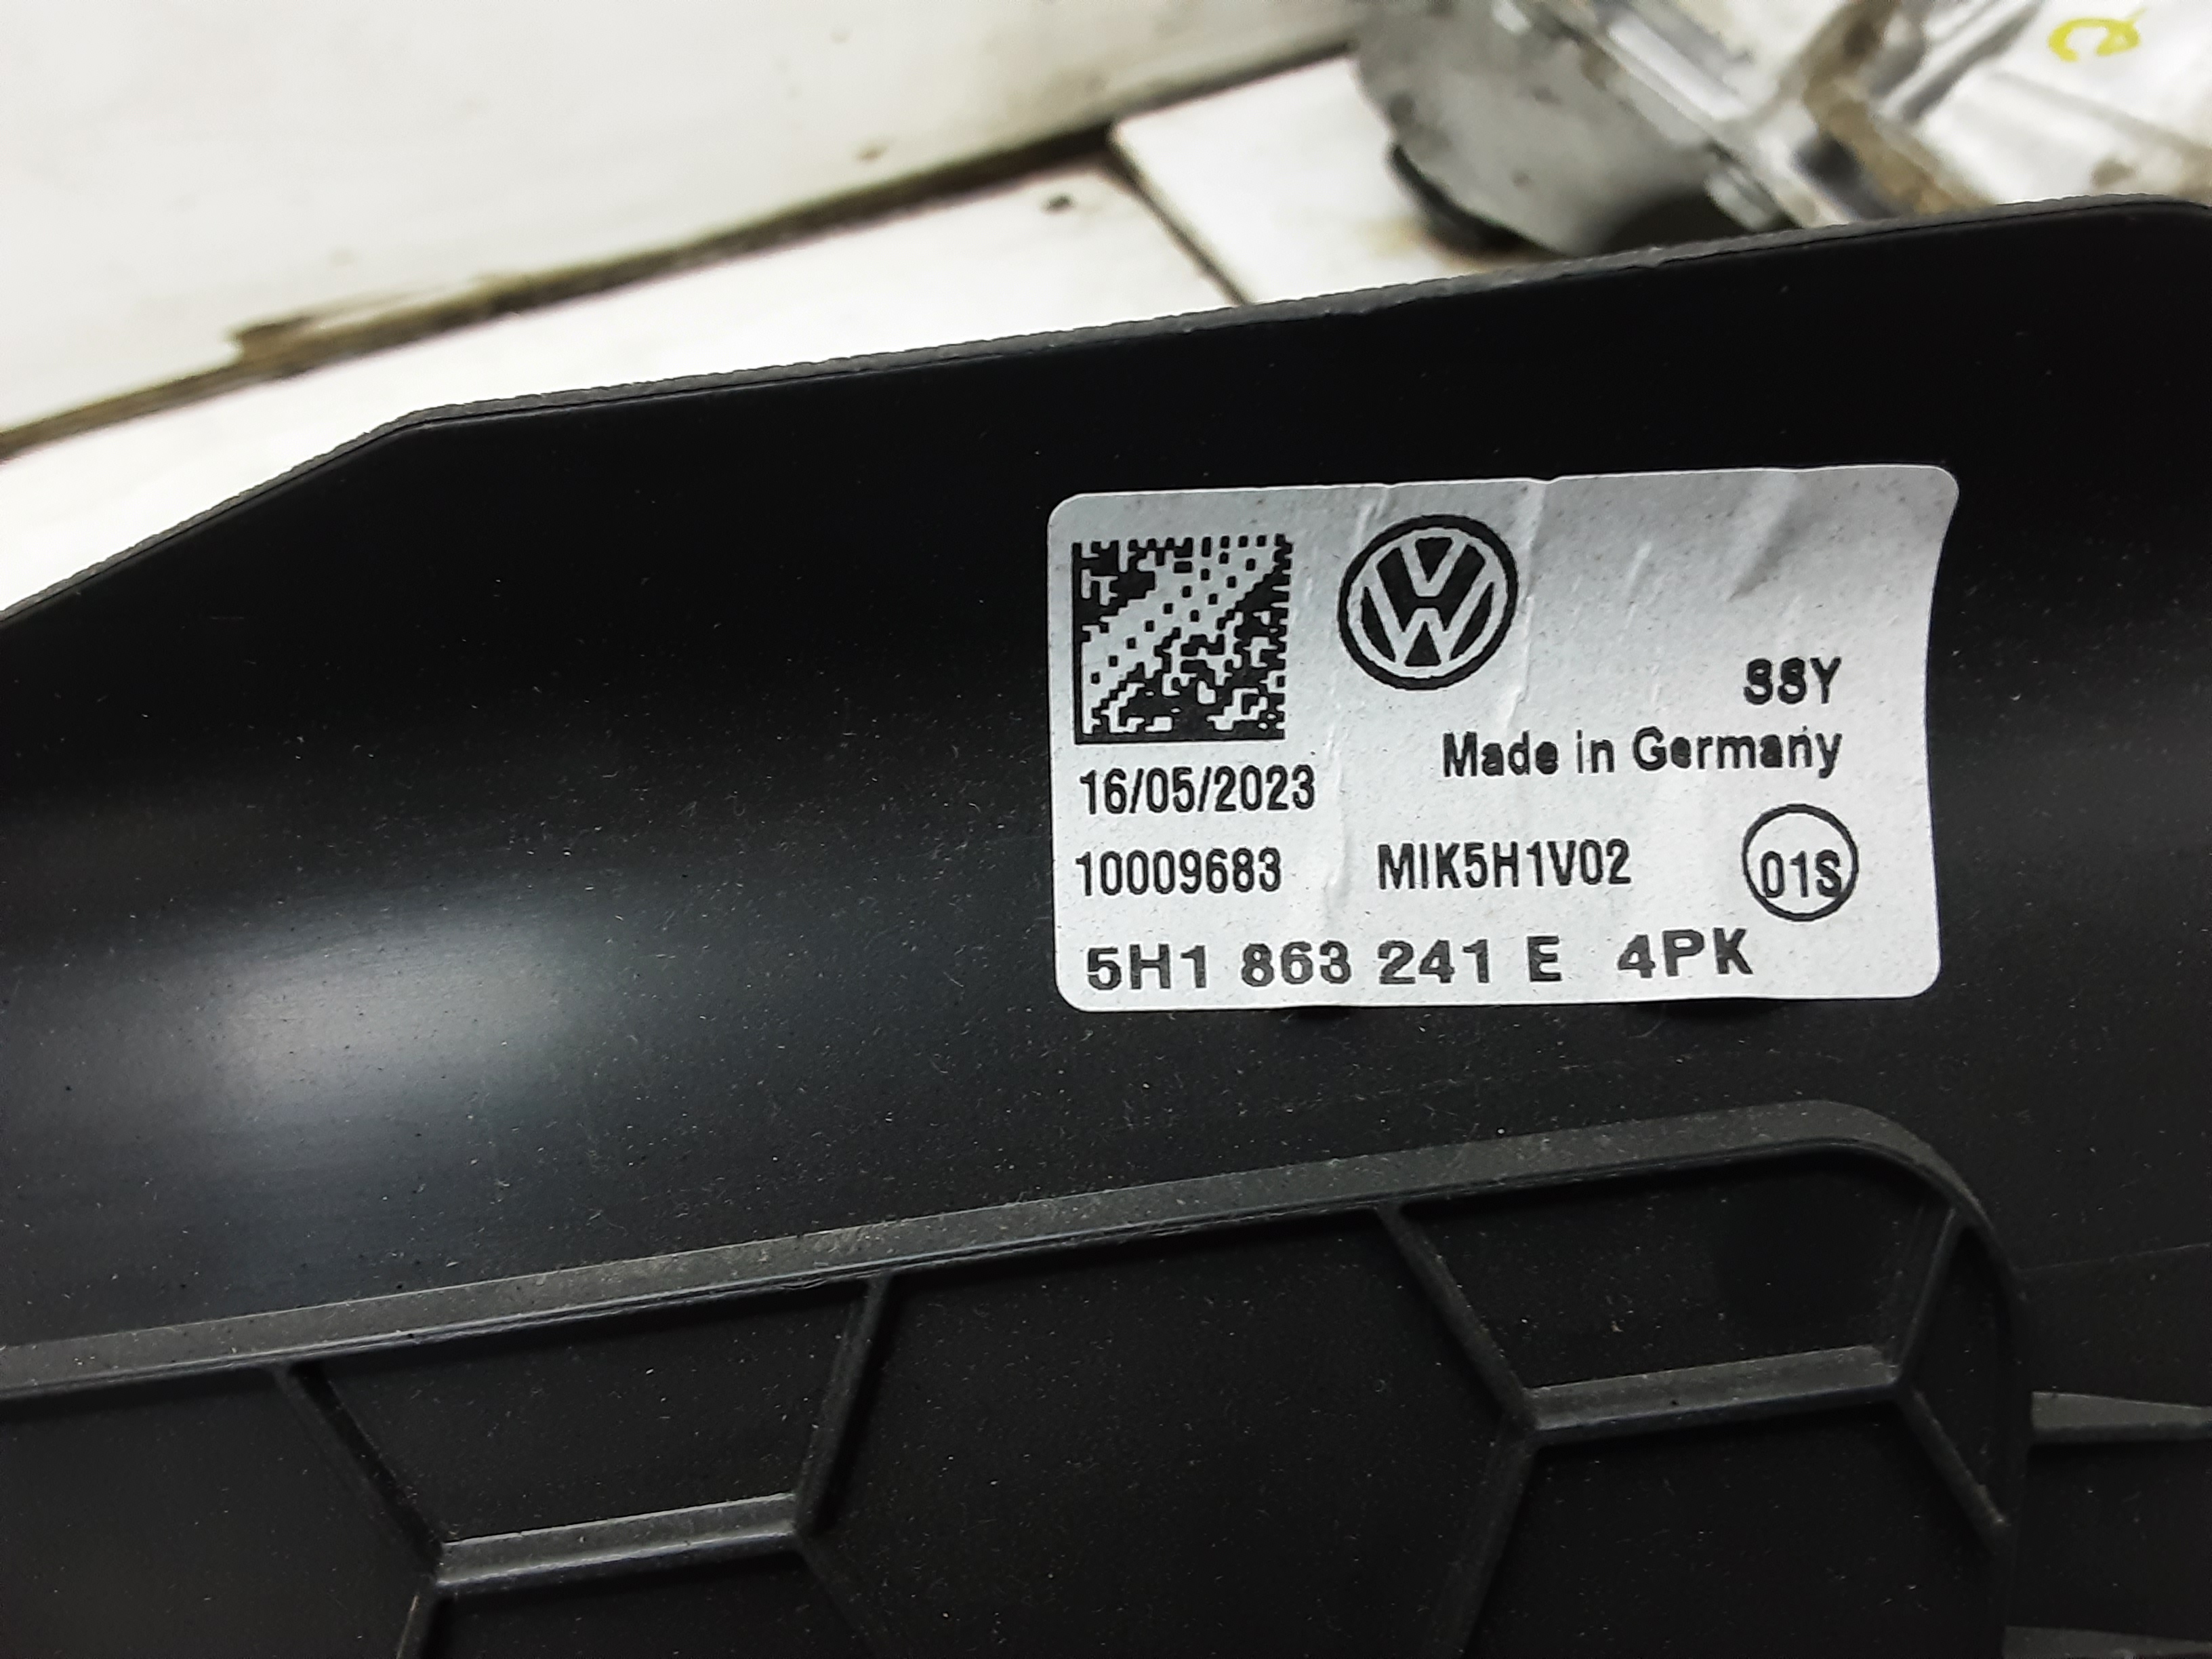 SSY
Made in Germany
16/05/2023
10009683 MIK5H1V02 01S
5H1 863 241 E 4PK